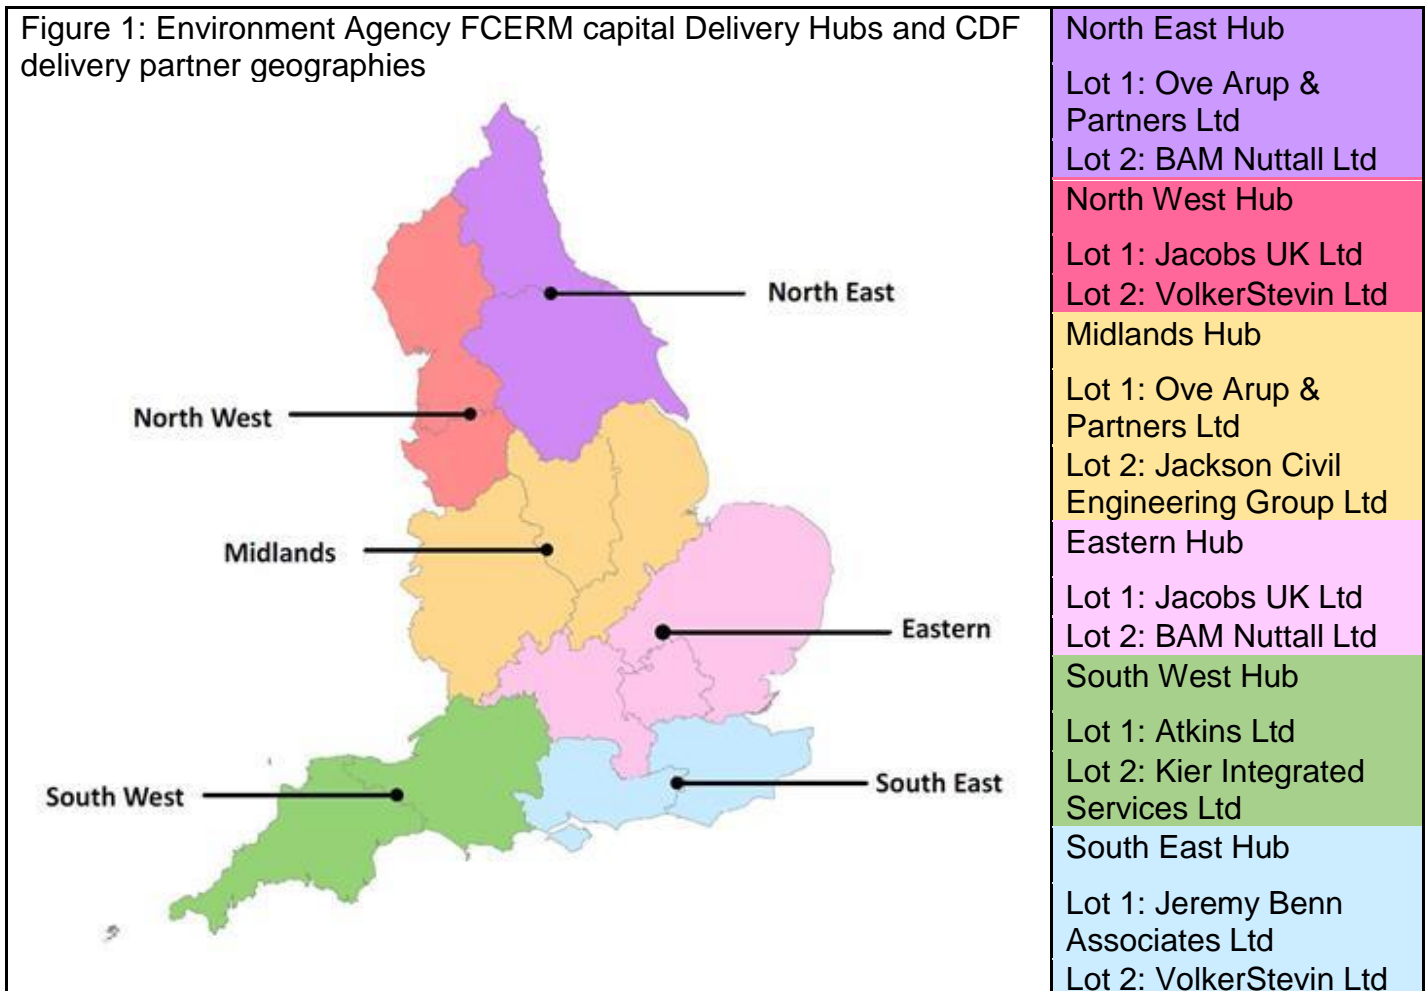 Figure 1: Environment Agency FCERM capital Delivery Hubs and CDF
delivery partner geographies
North East
North West
Midlands
Eastern
South West
South East
North East Hub
Lot 1: Ove Arup &
Partners Ltd
Lot 2: BAM Nuttall Ltd
North West Hub
Lot 1: Jacobs UK Ltd
Lot 2: VolkerStevin Ltd
Midlands Hub
Lot 1: Ove Arup &
Partners Ltd
Lot 2: Jackson Civil
Engineering Group Ltd
Eastern Hub
Lot 1: Jacobs UK Ltd
Lot 2: BAM Nuttall Ltd
South West Hub
Lot 1: Atkins Ltd
Lot 2: Kier Integrated
Services Ltd
South East Hub
Lot 1: Jeremy Benn
Associates Ltd
Lot 2: VolkerStevin Ltd